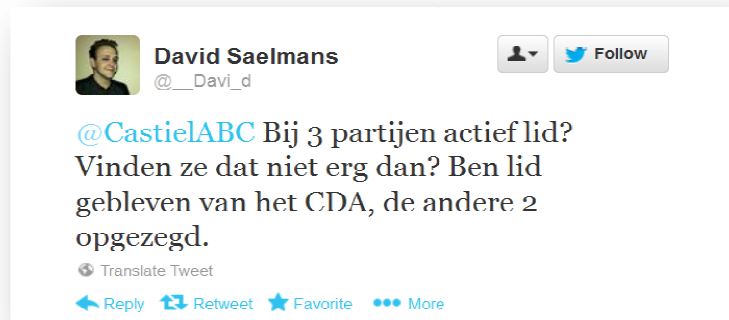 David Saelmans
@__Davi_d
Follow
@CastielABC Bij 3 partijen actief lid?
Vinden ze dat niet erg dan? Ben lid
gebleven van het CDA, de andere 2
opgezegd.
Translate Tweet
Reply Retweet Favorite More